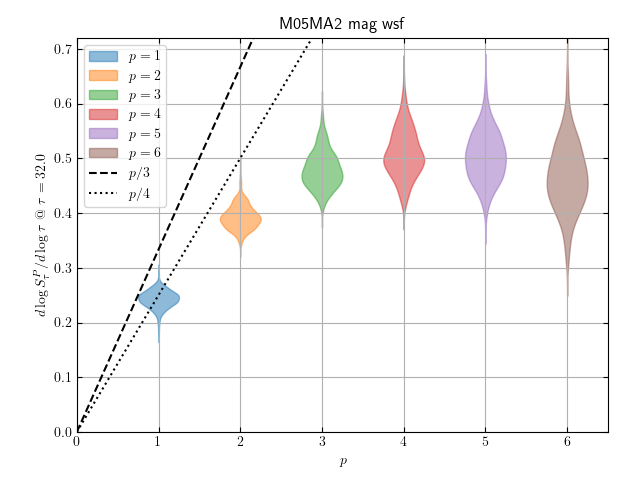 M05MA2 mag wsf
d log S_τ^P / d log τ @ τ = 32.0
0.7
0.6
0.5
0.4
0.3
0.2
0.1
0.0
p = 1
p = 2
p = 3
p = 4
p = 5
p = 6
p/3
p/4
0 1 2 3 4 5 6
p